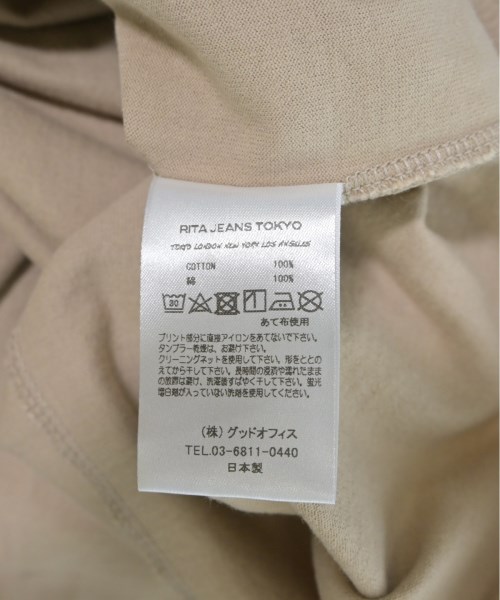 RITA JEANS TOKYO
TOKYO LONDON NEW YORK LOS ANGELES
COTTON 100%
綿 100%
30
あて布使用
プリント部分に直接アイロンをあてないで下さい。
タンブラー乾燥は、お避け下さい。
クリーニングネットを使用して下さい。形をととの
えてから干して下さい。長時間の浸漬や濡れたまま
の放置は避け、洗濯後すばやく干して下さい。蛍光
増白剤が入っていない洗剤を使用してください。
(株) グッドオフィス
TEL.03-6811-0440
日本製